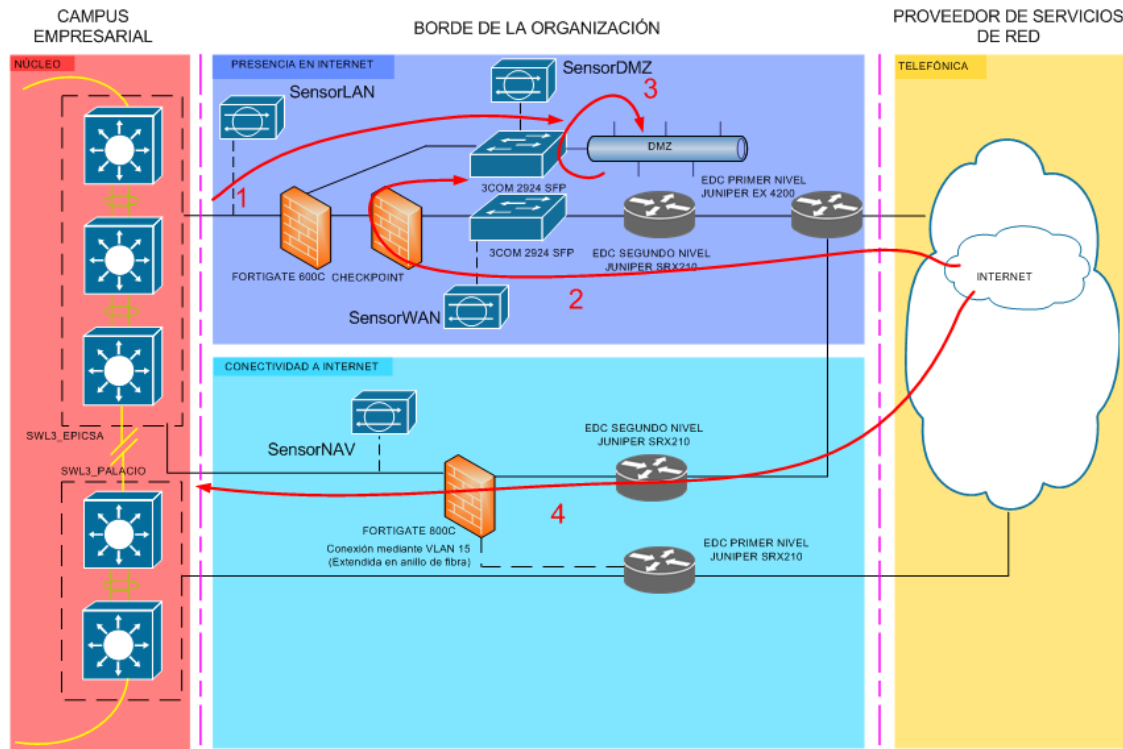 CAMPUS
EMPRESARIAL
BORDE DE LA ORGANIZACIÓN
PROVEEDOR DE SERVICIOS
DE RED
NÚCLEO
PRESENCIA EN INTERNET
TELEFÓNICA
SensorDMZ
SensorLAN
3
DMZ
1
3COM 2924 SFP
EDC PRIMER NIVEL
JUNIPER EX 4200
FORTIGATE 600C
CHECKPOINT
3COM 2924 SFP
EDC SEGUNDO NIVEL
JUNIPER SRX210
INTERNET
2
SensorWAN
CONECTIVIDAD A INTERNET
SWL3_EPICSA
SensorNAV
EDC SEGUNDO NIVEL
JUNIPER SRX210
SWL3_PALACIO
4
FORTIGATE 800C
Conexión mediante VLAN 15
(Extendida en anillo de fibra)
EDC PRIMER NIVEL
JUNIPER SRX210